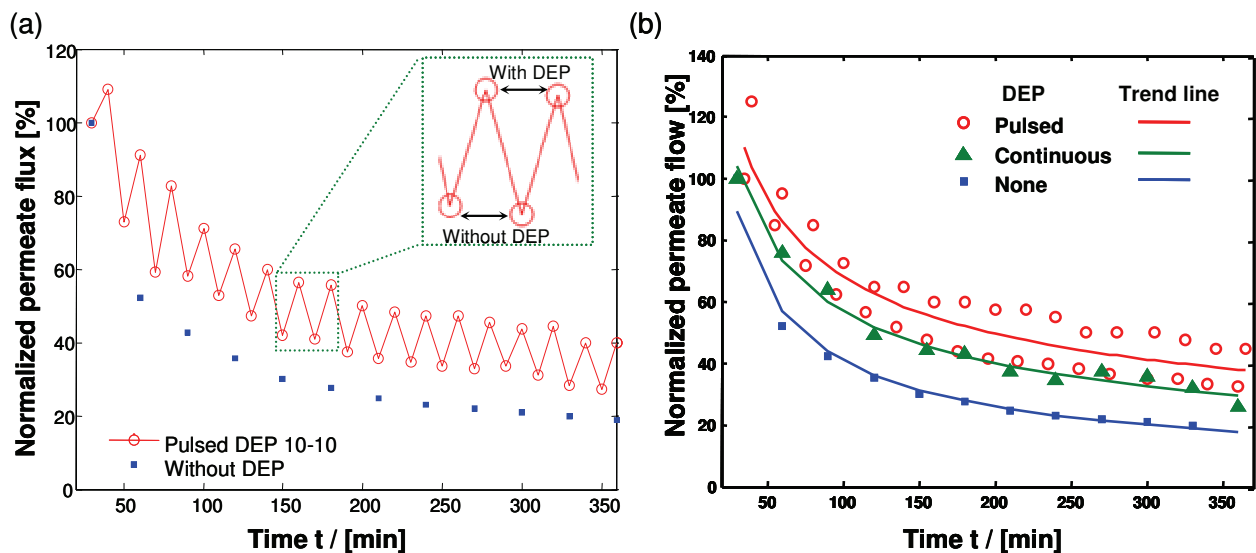 (a)
Normalized permeate flux [%]
120
100
80
60
40
20
0
With DEP
Without DEP
Pulsed DEP 10-10
Without DEP
50 100 150 200 250 300 350
Time t / [min]
(b)
Normalized permeate flow [%]
140
120
100
80
60
40
20
0
DEP Trend line
Pulsed
Continuous
None
50 100 150 200 250 300 350
Time t / [min]